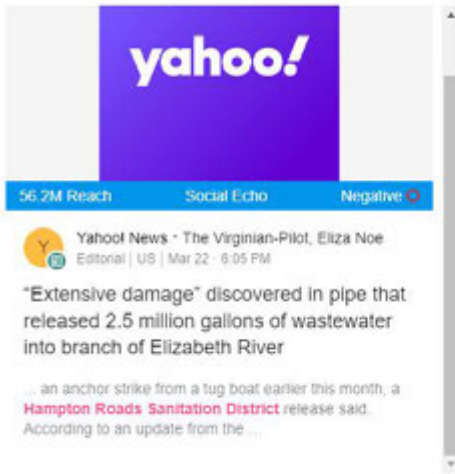 yahoo!
56.2M Reach Social Echo Negative
Y Yahoo! News - The Virginian-Pilot, Eliza Noe
Editorial | US | Mar 22 - 6:05 PM
"Extensive damage" discovered in pipe that
released 2.5 million gallons of wastewater
into branch of Elizabeth River
... an anchor strike from a tug boat earlier this month, a
Hampton Roads Sanitation District release said.
According to an update from the ...